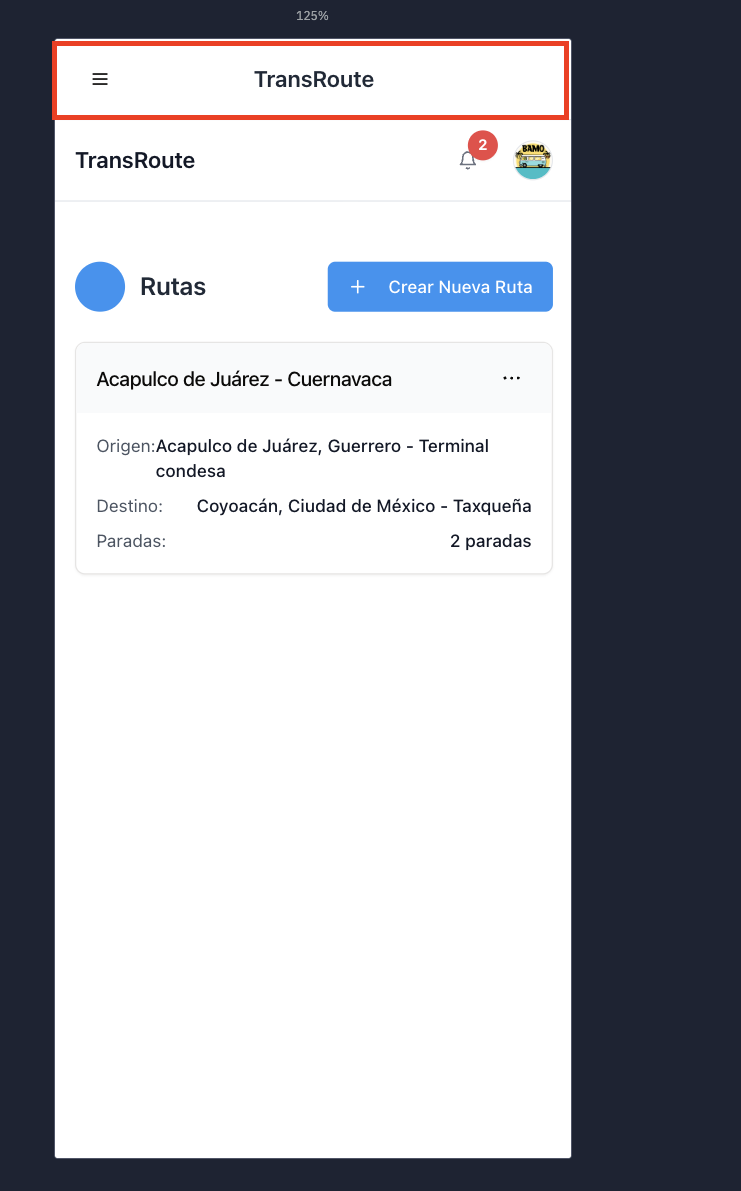 125%
TransRoute
TransRoute
2
BAMO
Rutas
Crear Nueva Ruta
Acapulco de Juárez - Cuernavaca
Origen:Acapulco de Juárez, Guerrero - Terminal
condesa
Destino: Coyoacán, Ciudad de México - Taxqueña
Paradas: 2 paradas